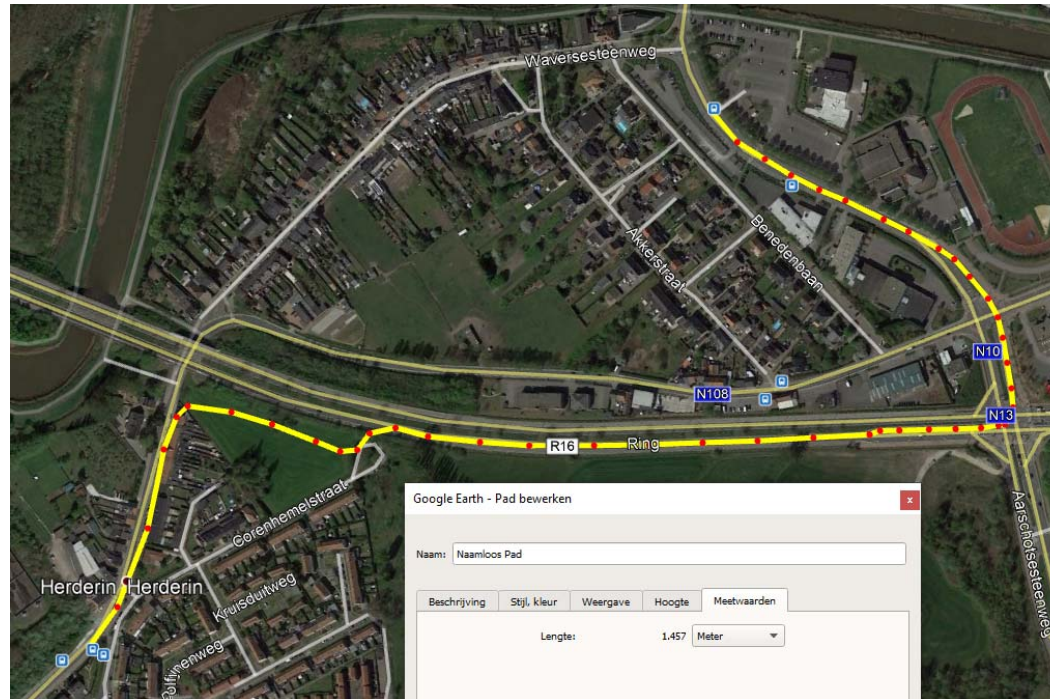 Waversesteenweg
Akkerstraat
Benedenbaan
N10
N108
N13
R16
Ring
Corenhemelstraat
Aarschotsesteenweg
Herderin
Herderin
Kruisduitweg
Google Earth - Pad bewerken
x
Naam: Naamloos Pad
Beschrijving Stijl, kleur Weergave Hoogte Meetwaarden
Lengte: 1.457 Meter